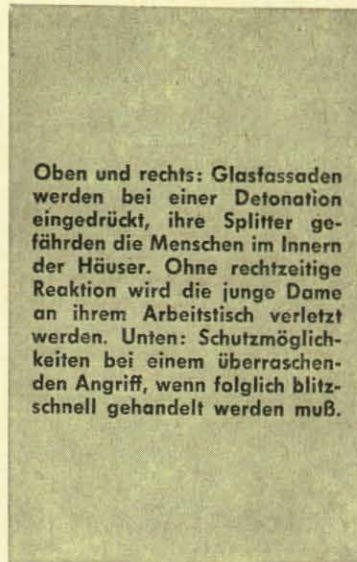 Oben und rechts: Glasfassaden
werden bei einer Detonation
eingedrückt, ihre Splitter ge-
fährden die Menschen im Innern
der Häuser. Ohne rechtzeitige
Reaktion wird die junge Dame
an ihrem Arbeitstisch verletzt
werden. Unten: Schutzmöglich-
keiten bei einem überraschen-
den Angriff, wenn folglich blitz-
schnell gehandelt werden muß.